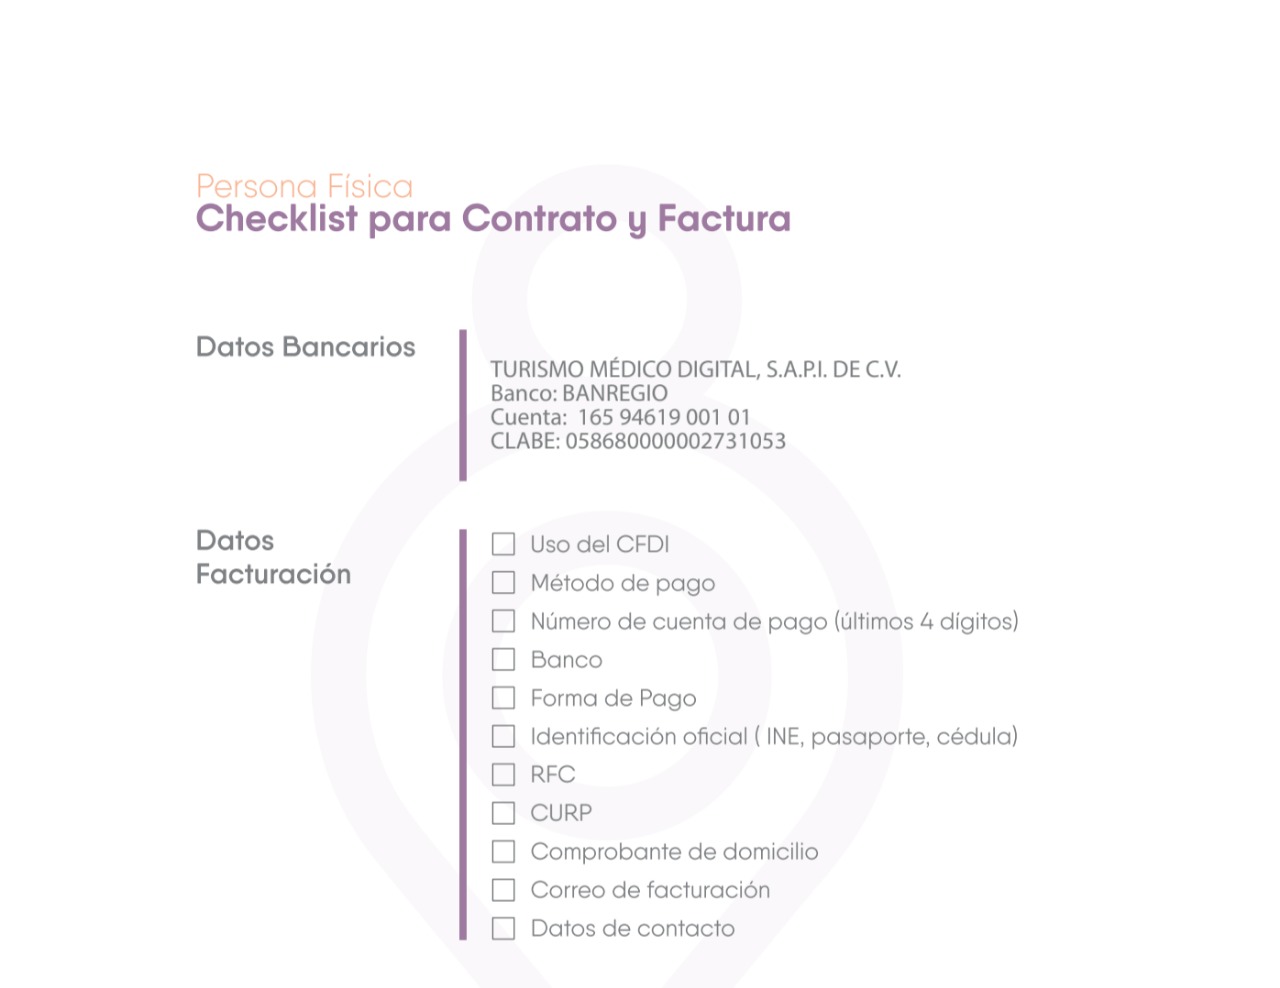 Persona Física
Checklist para Contrato y Factura
Datos Bancarios
TURISMO MÉDICO DIGITAL, S.A.P.I. DE C.V.
Banco: BANREGIO
Cuenta: 165 94619 001 01
CLABE: 058680000002731053
Datos
Facturación
Uso del CFDI
Método de pago
Número de cuenta de pago (últimos 4 dígitos)
Banco
Forma de Pago
Identificación oficial ( INE, pasaporte, cédula)
RFC
CURP
Comprobante de domicilio
Correo de facturación
Datos de contacto